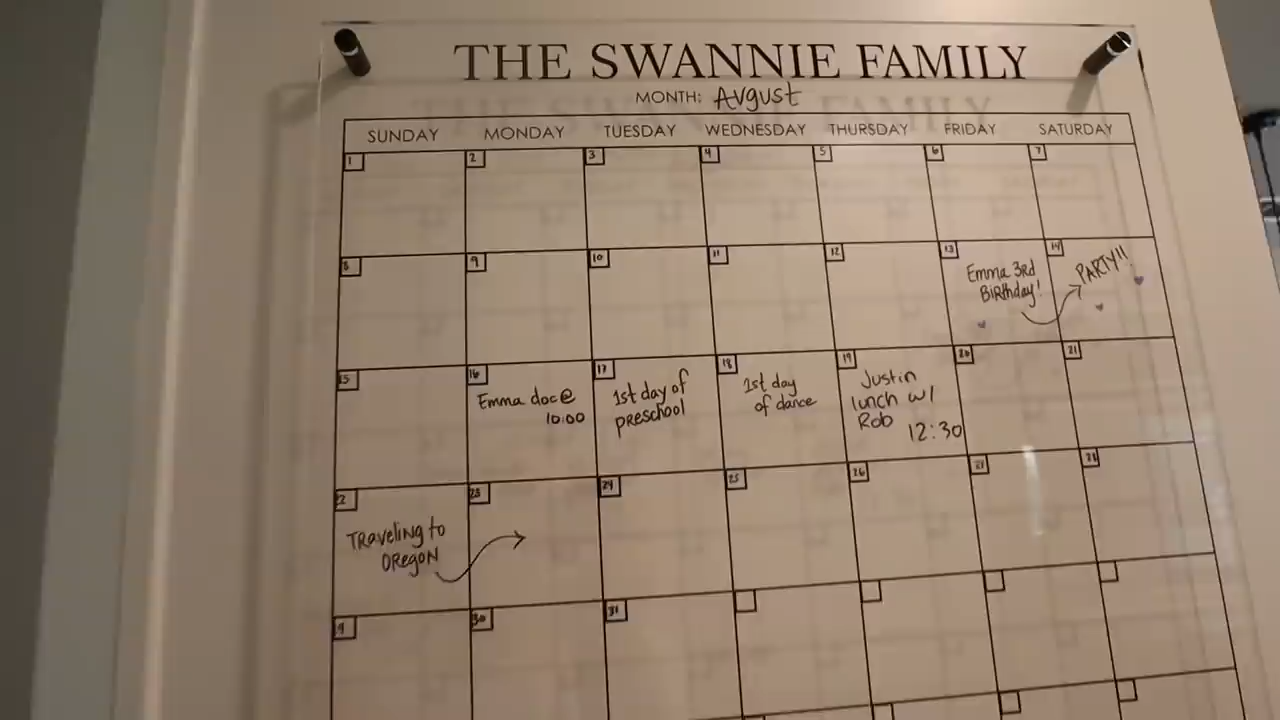 THE SWANNIE FAMILY
MONTH: August
SUNDAY MONDAY TUESDAY WEDNESDAY THURSDAY FRIDAY SATURDAY
1 2 3 4 5 6 7
8 9 10 11 12 13 14
Emma 3rd
Birthday!
PARTY!!
15 16 17 18 19 20 21
Emma doc@
10:00
1st day of
preschool
1st day
of dance
Justin
lunch w/
Rob
12:30
22 23 24 25 26 27 28
Traveling to
Oregon
9 30 31